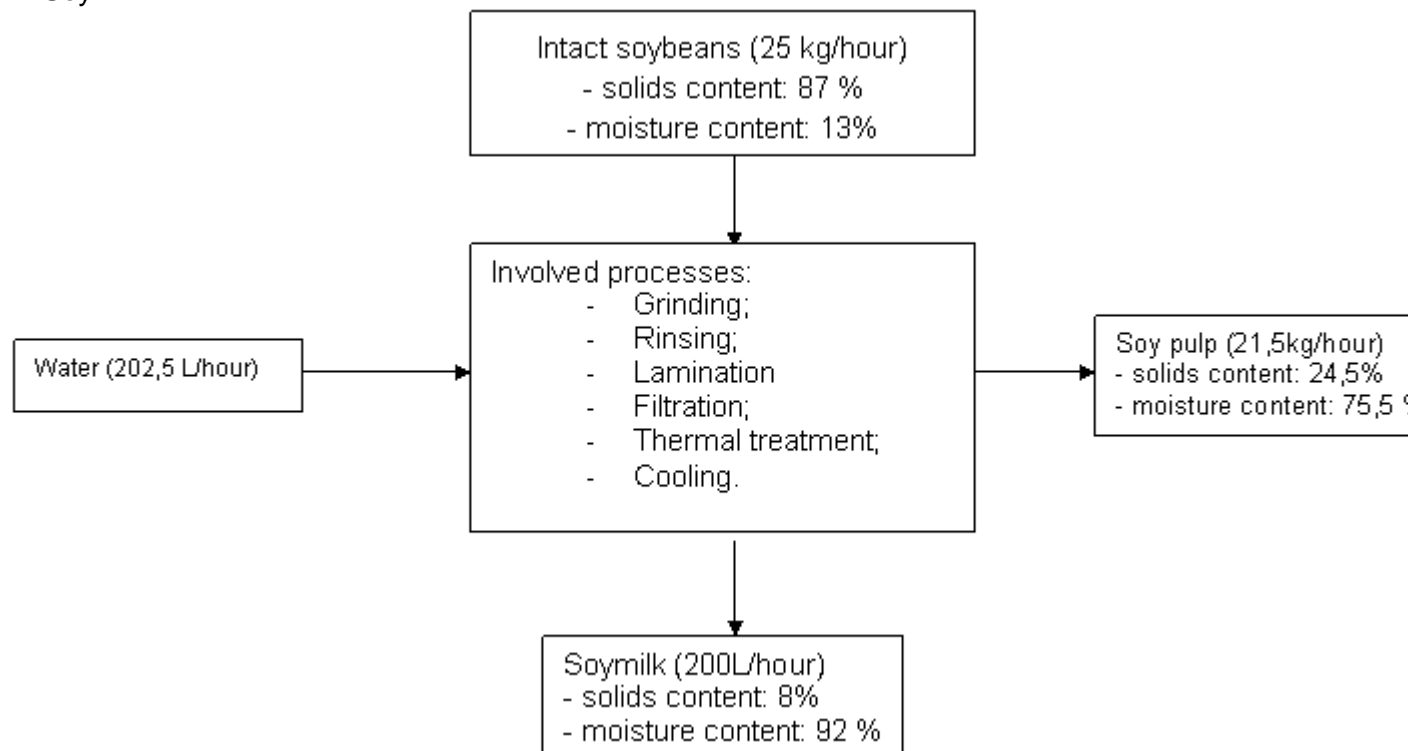 Intact soybeans (25 kg/hour)
- solids content: 87 %
- moisture content: 13%
Involved processes:
- Grinding;
- Rinsing;
- Lamination
- Filtration;
- Thermal treatment;
- Cooling.
Water (202,5 L/hour)
Soy pulp (21,5kg/hour)
- solids content: 24,5%
- moisture content: 75,5 %
Soymilk (200L/hour)
- solids content: 8%
- moisture content: 92 %